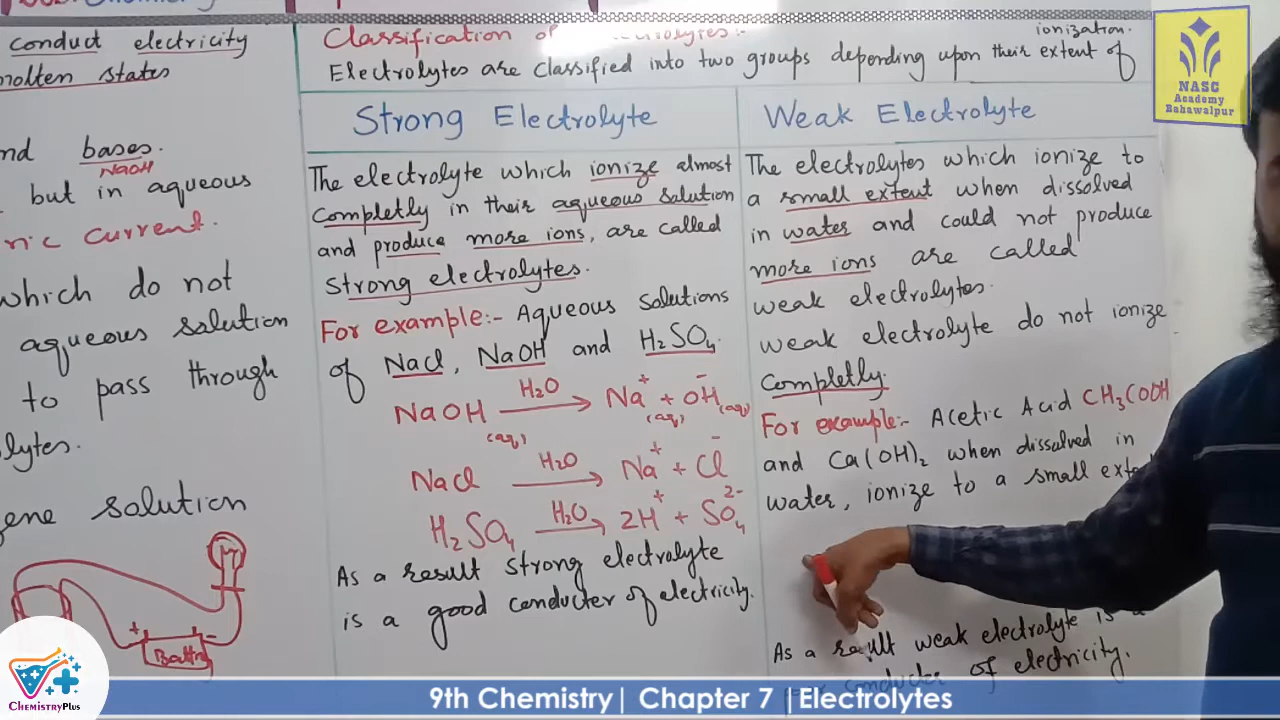 conduct electricity
molten states
bases.
NaOH
but in aqueous
ric current.
which do not
aqueous solution
to pass through
lytes.
gene solution
+ -
Battry
Classification of
ionization.
Electrolytes are classified into two groups depending upon their extent of
Strong Electrolyte
The electrolyte which ionize almost
completly in their aqueous solution
and produce more ions, are called
strong electrolytes.
For example:- Aqueous solutions
of NaCl, NaOH and H₂SO₄.
NaOH (aq) —H₂O→ Na⁺ (aq) + OH⁻ (aq)
NaCl —H₂O→ Na⁺ + Cl⁻
H₂SO₄ —H₂O→ 2H⁺ + SO₄²⁻
As a result strong electrolyte
is a good conducter of electricity.
Weak Electrolyte
The electrolytes which ionize to
a small extent when dissolved
in water and could not produce
more ions are called
weak electrolytes.
weak electrolyte do not ionize
completly.
For example:- Acetic Acid CH₃COOH
and Ca(OH)₂ when dissolved in
water, ionize to a small exte
As a result weak electrolyte is a
conducter of electricity.
NASC
Academy
Bahawalpur
ChemistryPlus
9th Chemistry| Chapter 7 |Electrolytes